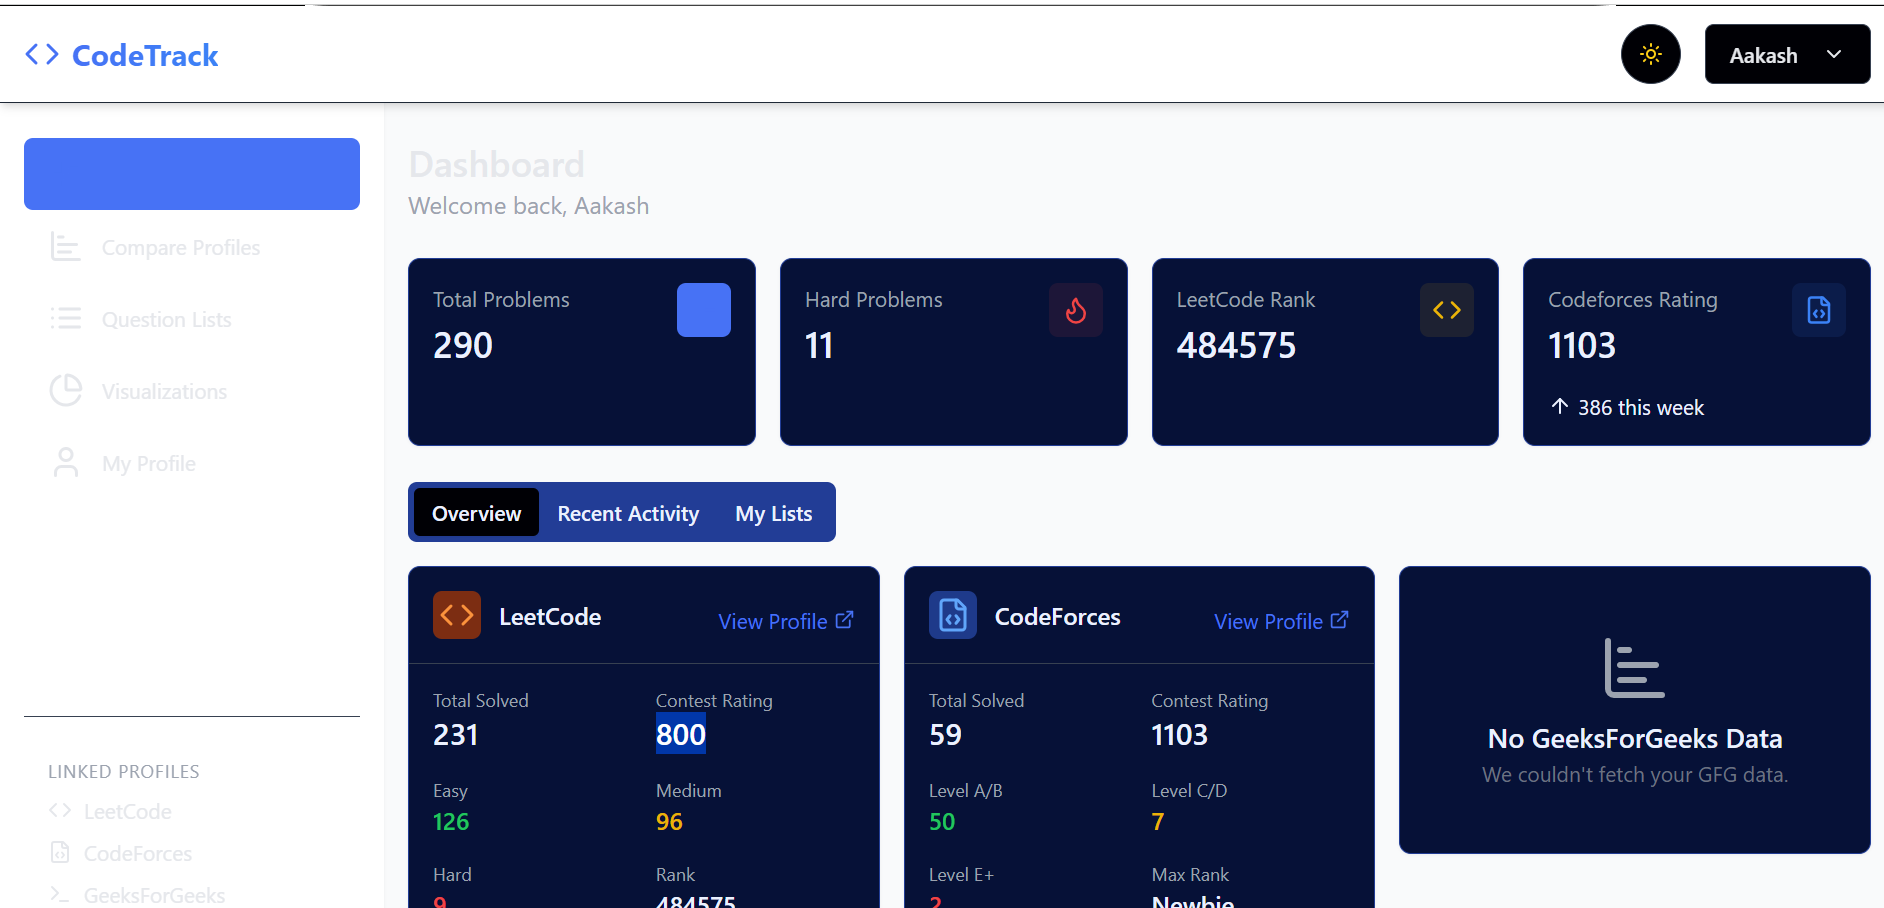 CodeTrack
Aakash
Compare Profiles
Question Lists
Visualizations
My Profile
LINKED PROFILES
LeetCode
CodeForces
GeeksForGeeks
Dashboard
Welcome back, Aakash
Total Problems
290
Hard Problems
11
LeetCode Rank
484575
Codeforces Rating
1103
386 this week
Overview Recent Activity My Lists
LeetCode View Profile
Total Solved Contest Rating
231 800
Easy Medium
126 96
Hard Rank
9 484575
CodeForces View Profile
Total Solved Contest Rating
59 1103
Level A/B Level C/D
50 7
Level E+ Max Rank
2 Newbie
No GeeksForGeeks Data
We couldn't fetch your GFG data.